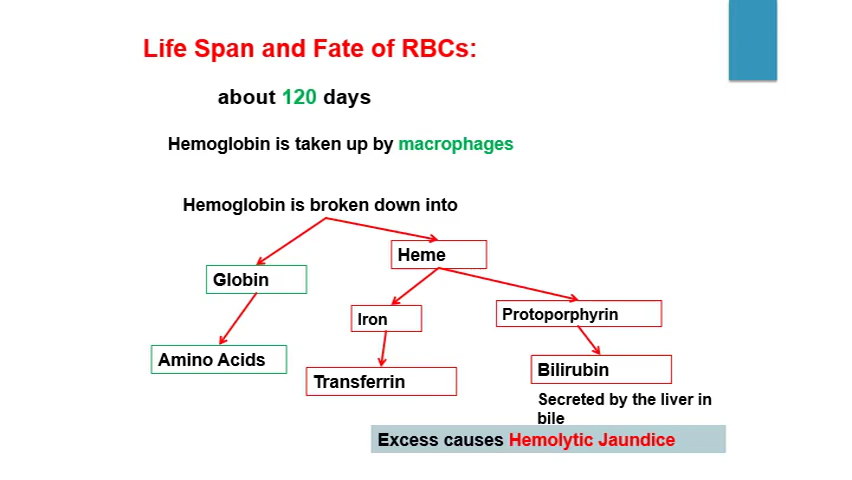 Life Span and Fate of RBCs:
about 120 days
Hemoglobin is taken up by macrophages
Hemoglobin is broken down into
Heme
Globin
Iron
Protoporphyrin
Amino Acids
Transferrin
Bilirubin
Secreted by the liver in
bile
Excess causes Hemolytic Jaundice